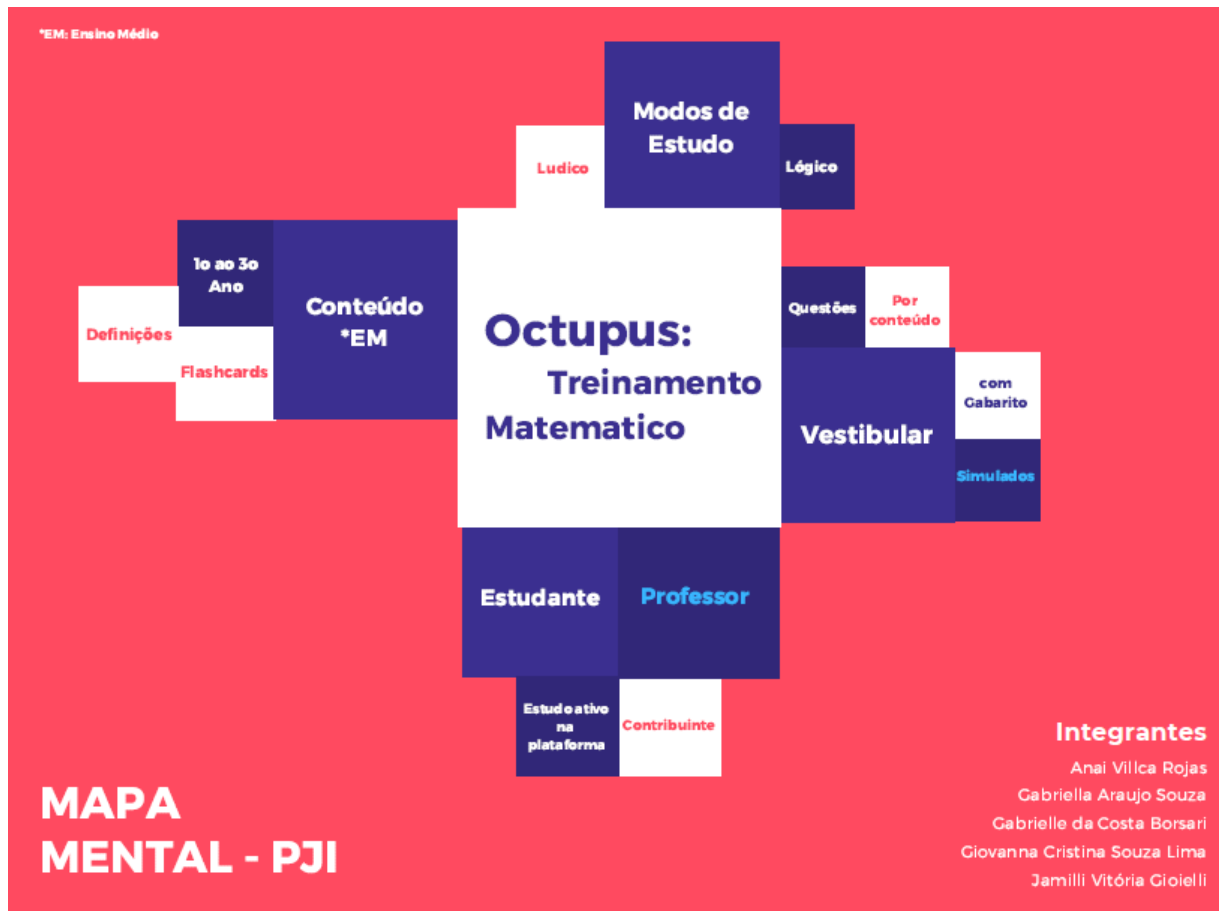 *EM: Ensino Médio
Modos de
Estudo
Ludico
Lógico
1o ao 3o
Ano
Definições
Flashcards
Conteúdo
*EM
Octupus:
Treinamento
Matematico
Questões
Por
conteúdo
Vestibular
com
Gabarito
Simulados
Estudante
Professor
Estudo ativo
na
plataforma
Contribuinte
MAPA
MENTAL - PJI
Integrantes
Anai Villca Rojas
Gabriella Araujo Souza
Gabrielle da Costa Borsari
Giovanna Cristina Souza Lima
Jamilli Vitória Gioielli